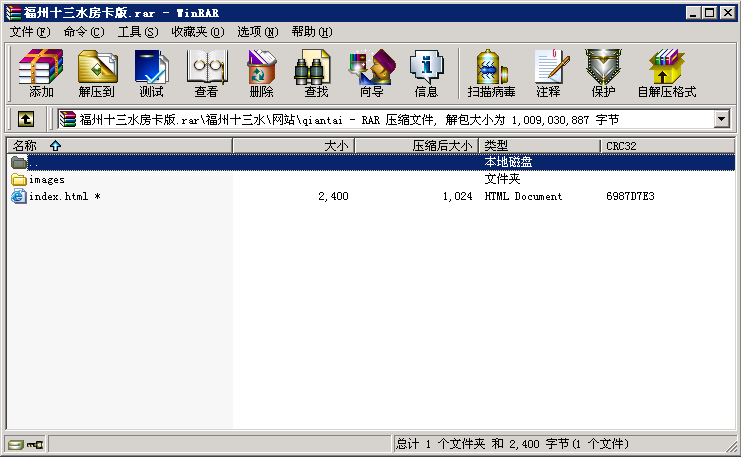 福州十三水房卡版.rar - WinRAR
文件(F) 命令(C) 工具(S) 收藏夹(O) 选项(N) 帮助(H)
添加 解压到 测试 查看 删除 查找 向导 信息 扫描病毒 注释 保护 自解压格式
福州十三水房卡版.rar\福州十三水\网站\qiantai - RAR 压缩文件, 解包大小为 1,009,030,887 字节
名称 大小 压缩后大小 类型 CRC32
.. 本地磁盘
images 文件夹
index.html * 2,400 1,024 HTML Document 6987D7E3
总计 1 个文件夹 和 2,400 字节(1 个文件)